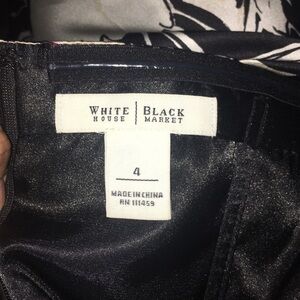 WHITE | BLACK
HOUSE | MARKET
4
MADE IN CHINA
RN 111459